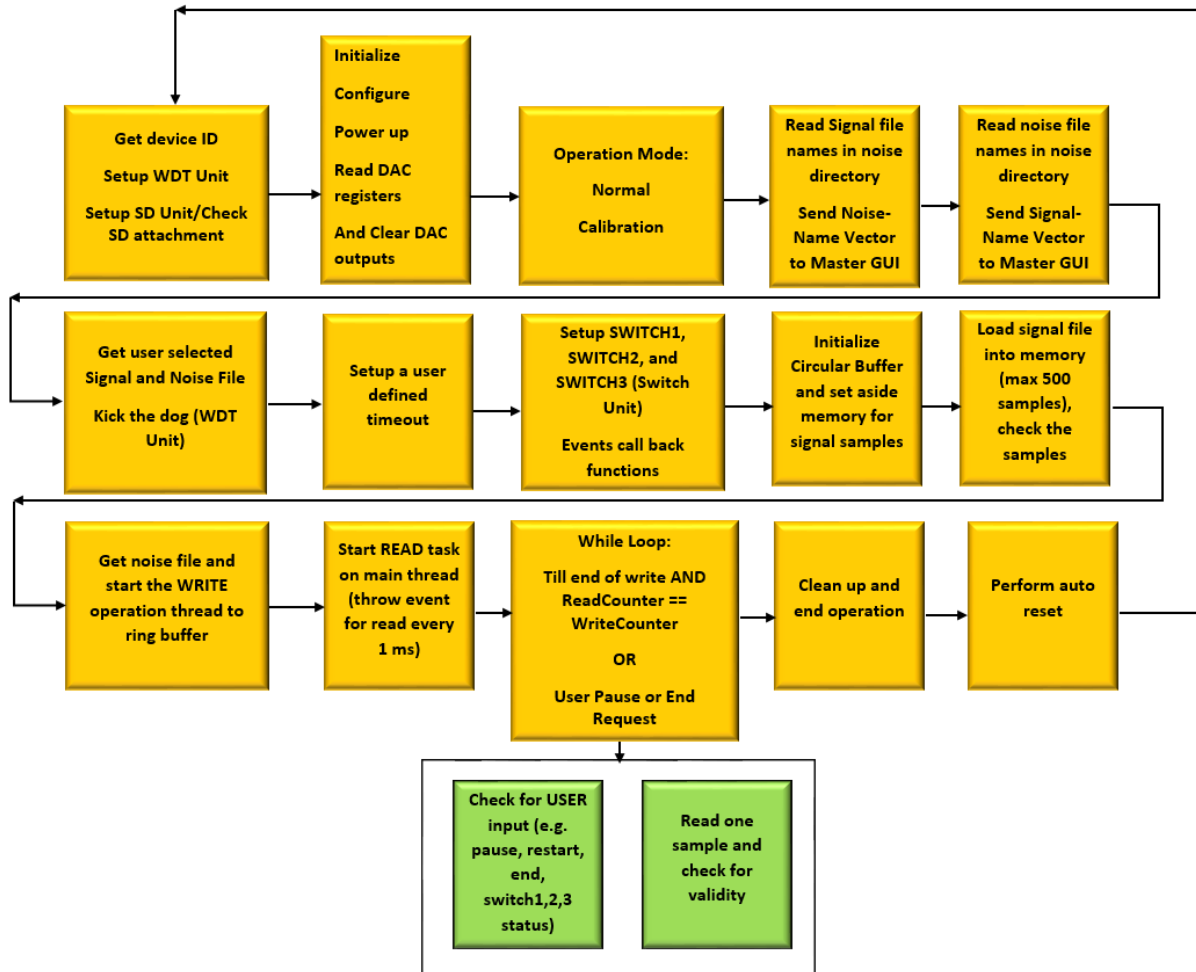 Get device ID
Setup WDT Unit
Setup SD Unit/Check
SD attachment
Initialize
Configure
Power up
Read DAC
registers
And Clear DAC
outputs
Operation Mode:
Normal
Calibration
Read Signal file
names in noise
directory
Send Noise-
Name Vector
to Master GUI
Read noise file
names in noise
directory
Send Signal-
Name Vector
to Master GUI
Get user selected
Signal and Noise File
Kick the dog (WDT
Unit)
Setup a user
defined timeout
Setup SWITCH1,
SWITCH2, and
SWITCH3 (Switch
Unit)
Events call back
functions
Initialize
Circular Buffer
and set aside
memory for
signal samples
Load signal file
into memory
(max 500
samples),
check the
samples
Get noise file and
start the WRITE
operation thread to
ring buffer
Start READ task
on main thread
(throw event
for read every
1 ms)
While Loop:
Till end of write AND
ReadCounter ==
WriteCounter
OR
User Pause or End
Request
Clean up and
end operation
Perform auto
reset
Check for USER
input (e.g.
pause, restart,
end,
switch1,2,3
status)
Read one
sample and
check for
validity